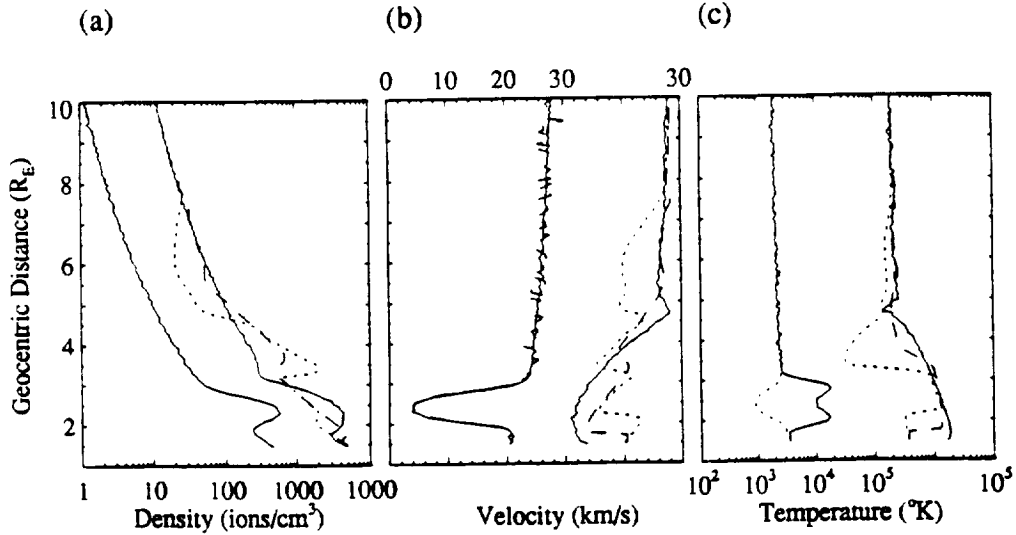 (a)
(b)
(c)
0 10 20 30 30
10
8
6
4
2
Geocentric Distance (R_E)
1 10 100 1000 1000
10² 10³ 10⁴ 10⁵ 10⁵
Density (ions/cm³)
Velocity (km/s)
Temperature (°K)